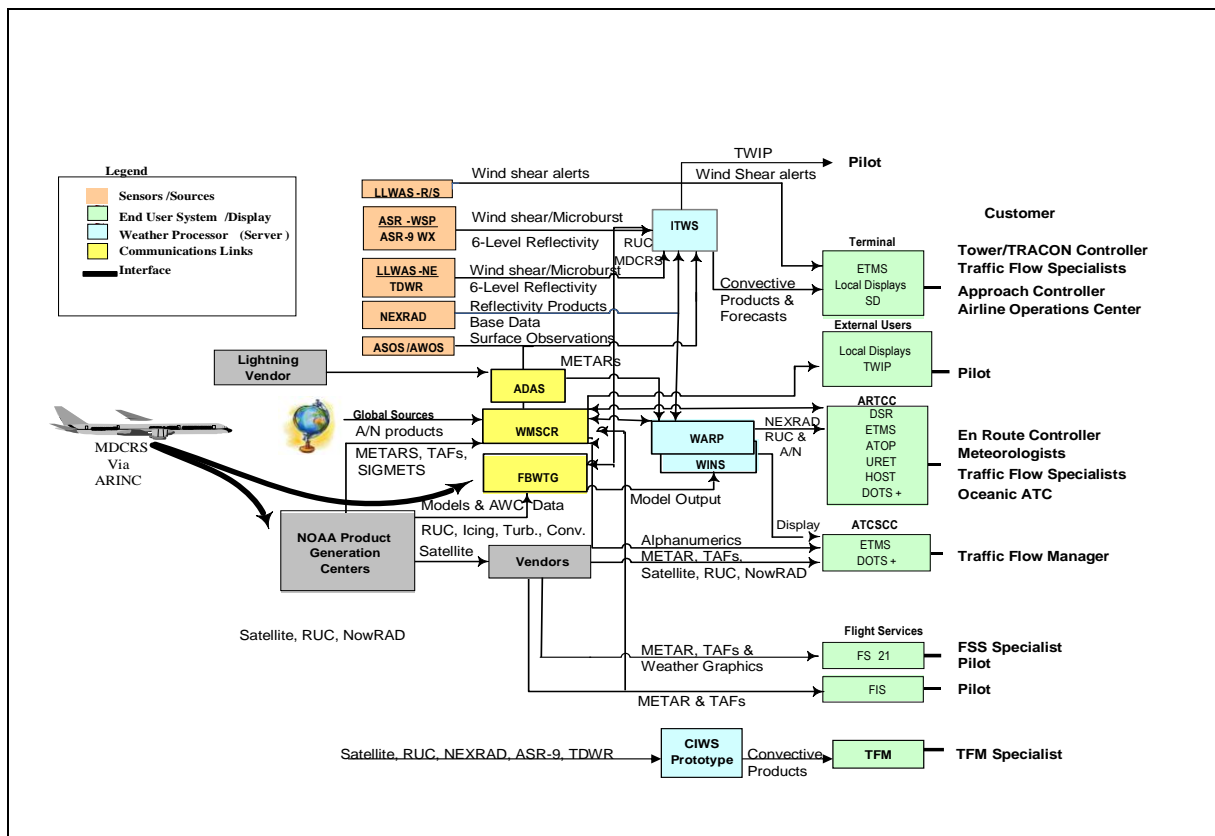 Legend
Sensors /Sources
End User System /Display
Weather Processor (Server )
Communications Links
Interface
TWIP
Pilot
Wind shear alerts
Wind Shear alerts
LLWAS -R/S
Customer
ASR -WSP
ASR-9 WX
Wind shear/Microburst
6-Level Reflectivity
ITWS
RUC
MDCRS
Terminal
ETMS
Local Displays
SD
Tower/TRACON Controller
Traffic Flow Specialists
Approach Controller
Airline Operations Center
LLWAS -NE
TDWR
Wind shear/Microburst
6-Level Reflectivity
Convective
Products &
Forecasts
NEXRAD
Reflectivity Products
Base Data
External Users
Local Displays
TWIP
Pilot
ASOS /AWOS
Surface Observations
METARs
Lightning
Vendor
ADAS
Global Sources
A/N products
WMSCR
METARS, TAFs,
SIGMETS
WARP
WINS
NEXRAD
RUC &
A/N
ARTCC
DSR
ETMS
ATOP
URET
HOST
DOTS +
En Route Controller
Meteorologists
Traffic Flow Specialists
Oceanic ATC
MDCRS
Via
ARINC
FBWTG
Model Output
Models & AWC Data
NOAA Product
Generation
Centers
RUC, Icing, Turb., Conv.
Satellite
Vendors
Display
Alphanumerics
METAR, TAFs,
Satellite, RUC, NowRAD
ATCSCC
ETMS
DOTS +
Traffic Flow Manager
Satellite, RUC, NowRAD
METAR, TAFs &
Weather Graphics
Flight Services
FS 21
FSS Specialist
Pilot
METAR & TAFs
FIS
Pilot
Satellite, RUC, NEXRAD, ASR-9, TDWR
CIWS
Prototype
Convective
Products
TFM
TFM Specialist